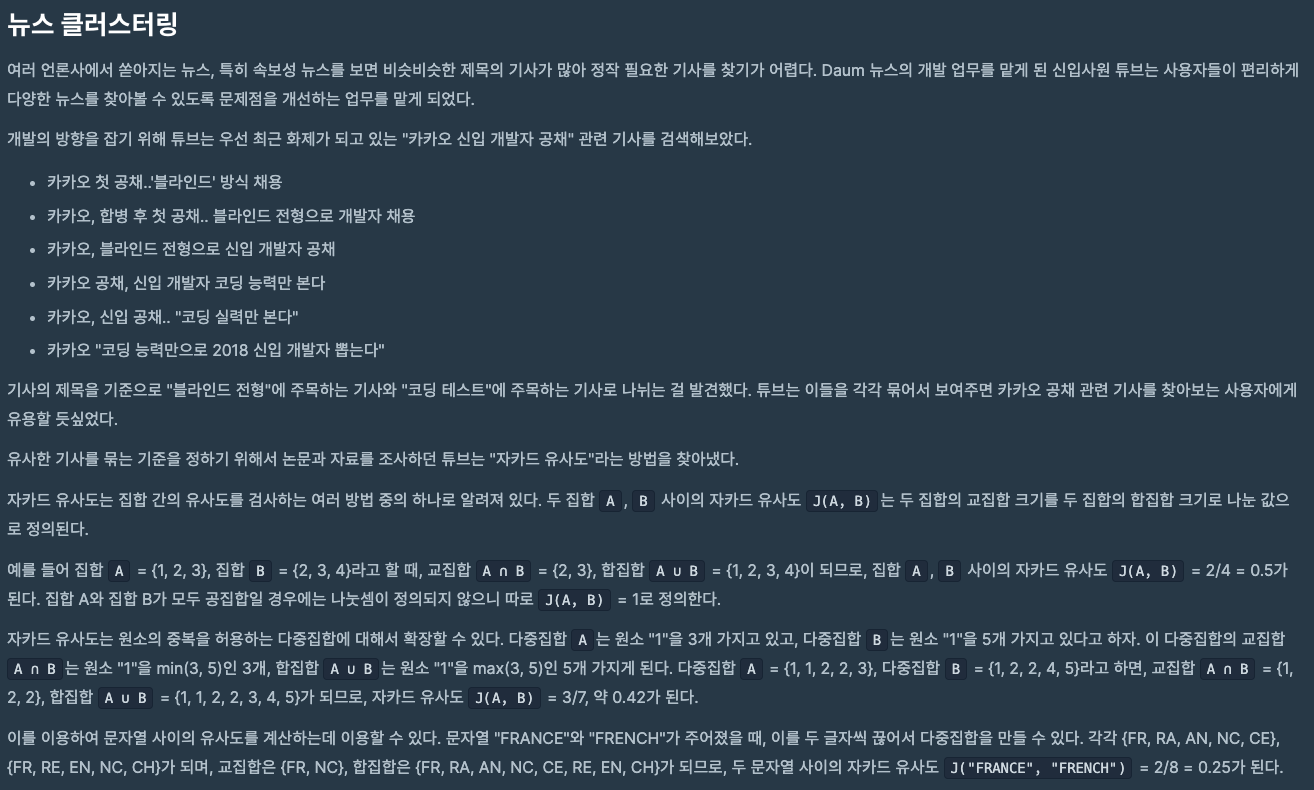 뉴스 클러스터링
여러 언론사에서 쏟아지는 뉴스, 특히 속보성 뉴스를 보면 비슷비슷한 제목의 기사가 많아 정작 필요한 기사를 찾기가 어렵다. Daum 뉴스의 개발 업무를 맡게 된 신입사원 튜브는 사용자들이 편리하게
다양한 뉴스를 찾아볼 수 있도록 문제점을 개선하는 업무를 맡게 되었다.
개발의 방향을 잡기 위해 튜브는 우선 최근 화제가 되고 있는 "카카오 신입 개발자 공채" 관련 기사를 검색해보았다.
• 카카오 첫 공채..'블라인드' 방식 채용
• 카카오, 합병 후 첫 공채.. 블라인드 전형으로 개발자 채용
• 카카오, 블라인드 전형으로 신입 개발자 공채
• 카카오 공채, 신입 개발자 코딩 능력만 본다
• 카카오, 신입 공채.. "코딩 실력만 본다"
• 카카오 "코딩 능력만으로 2018 신입 개발자 뽑는다"
기사의 제목을 기준으로 "블라인드 전형"에 주목하는 기사와 "코딩 테스트"에 주목하는 기사로 나뉘는 걸 발견했다. 튜브는 이들을 각각 묶어서 보여주면 카카오 공채 관련 기사를 찾아보는 사용자에게
유용할 듯싶었다.
유사한 기사를 묶는 기준을 정하기 위해서 논문과 자료를 조사하던 튜브는 "자카드 유사도"라는 방법을 찾아냈다.
자카드 유사도는 집합 간의 유사도를 검사하는 여러 방법 중의 하나로 알려져 있다. 두 집합 A, B 사이의 자카드 유사도 J(A, B)는 두 집합의 교집합 크기를 두 집합의 합집합 크기로 나눈 값으
로 정의된다.
예를 들어 집합 A = {1, 2, 3}, 집합 B = {2, 3, 4}라고 할 때, 교집합 A ∩ B = {2, 3}, 합집합 A ∪ B = {1, 2, 3, 4}이 되므로, 집합 A, B 사이의 자카드 유사도 J(A, B) = 2/4 = 0.5가
된다. 집합 A와 집합 B가 모두 공집합일 경우에는 나눗셈이 정의되지 않으니 따로 J(A, B) = 1로 정의한다.
자카드 유사도는 원소의 중복을 허용하는 다중집합에 대해서 확장할 수 있다. 다중집합 A는 원소 "1"을 3개 가지고 있고, 다중집합 B는 원소 "1"을 5개 가지고 있다고 하자. 이 다중집합의 교집합
A ∩ B는 원소 "1"을 min(3, 5)인 3개, 합집합 A ∪ B는 원소 "1"을 max(3, 5)인 5개 가지게 된다. 다중집합 A = {1, 1, 2, 2, 3}, 다중집합 B = {1, 2, 2, 4, 5}라고 하면, 교집합 A ∩ B = {1,
2, 2}, 합집합 A ∪ B = {1, 1, 2, 2, 3, 4, 5}가 되므로, 자카드 유사도 J(A, B) = 3/7, 약 0.42가 된다.
이를 이용하여 문자열 사이의 유사도를 계산하는데 이용할 수 있다. 문자열 "FRANCE"와 "FRENCH"가 주어졌을 때, 이를 두 글자씩 끊어서 다중집합을 만들 수 있다. 각각 {FR, RA, AN, NC, CE},
{FR, RE, EN, NC, CH}가 되며, 교집합은 {FR, NC}, 합집합은 {FR, RA, AN, NC, CE, RE, EN, CH}가 되므로, 두 문자열 사이의 자카드 유사도 J("FRANCE", "FRENCH") = 2/8 = 0.25가 된다.